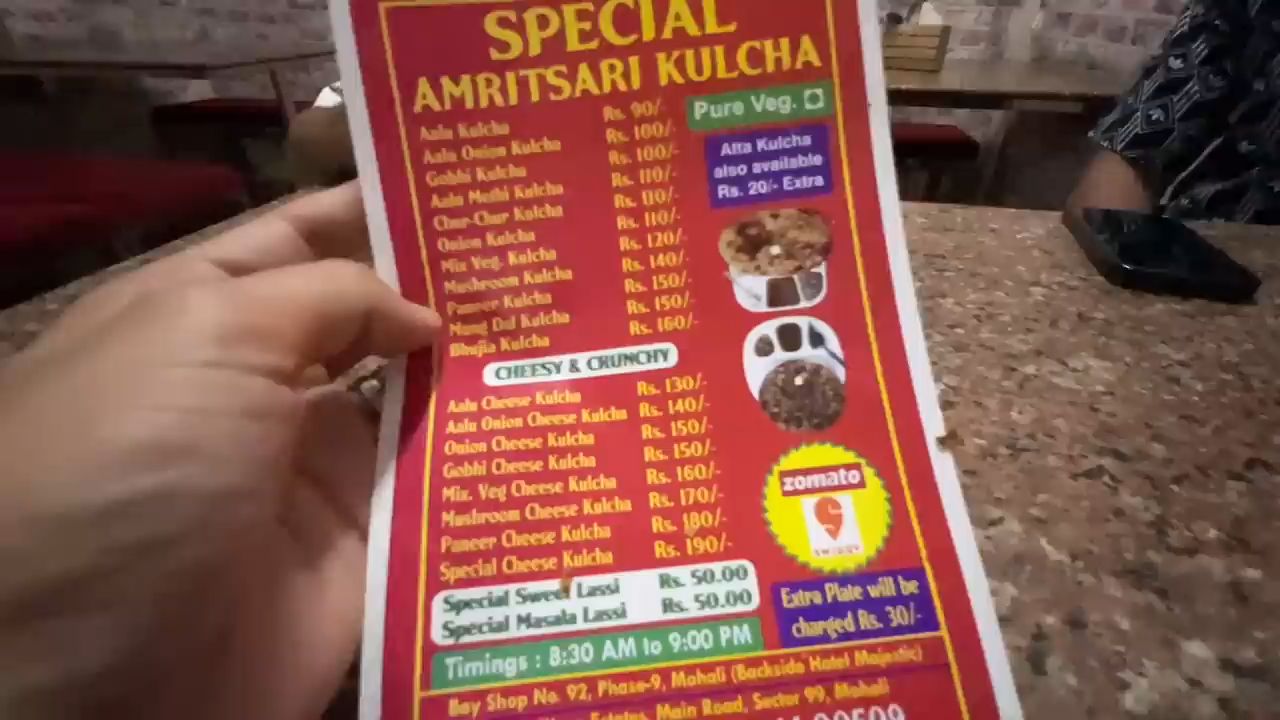 SPECIAL
AMRITSARI KULCHA
Pure Veg.
Atta Kulcha
also available
Rs. 20/- Extra
Aalu Kulcha Rs. 90/-
Aalu Onion Kulcha Rs. 100/-
Gobhi Kulcha Rs. 100/-
Aalu Methi Kulcha Rs. 110/-
Chur-Chur Kulcha Rs. 110/-
Onion Kulcha Rs. 110/-
Mix Veg. Kulcha Rs. 120/-
Mushroom Kulcha Rs. 140/-
Paneer Kulcha Rs. 150/-
Mung Dal Kulcha Rs. 150/-
Bhujia Kulcha Rs. 160/-
CHEESY & CRUNCHY
Aalu Cheese Kulcha Rs. 130/-
Aalu Onion Cheese Kulcha Rs. 140/-
Onion Cheese Kulcha Rs. 150/-
Gobhi Cheese Kulcha Rs. 150/-
Mix. Veg Cheese Kulcha Rs. 160/-
Mushroom Cheese Kulcha Rs. 170/-
Paneer Cheese Kulcha Rs. 180/-
Special Cheese Kulcha Rs. 190/-
zomato
SWIGGY
Special Sweet Lassi Rs. 50.00
Special Masala Lassi Rs. 50.00
Extra Plate will be
charged Rs. 30/-
Timings : 8:30 AM to 9:00 PM
Bay Shop No. 92, Phase-9, Mohali (Backside Hotel Majestic)
Estates, Main Road, Sector 99, Mohali